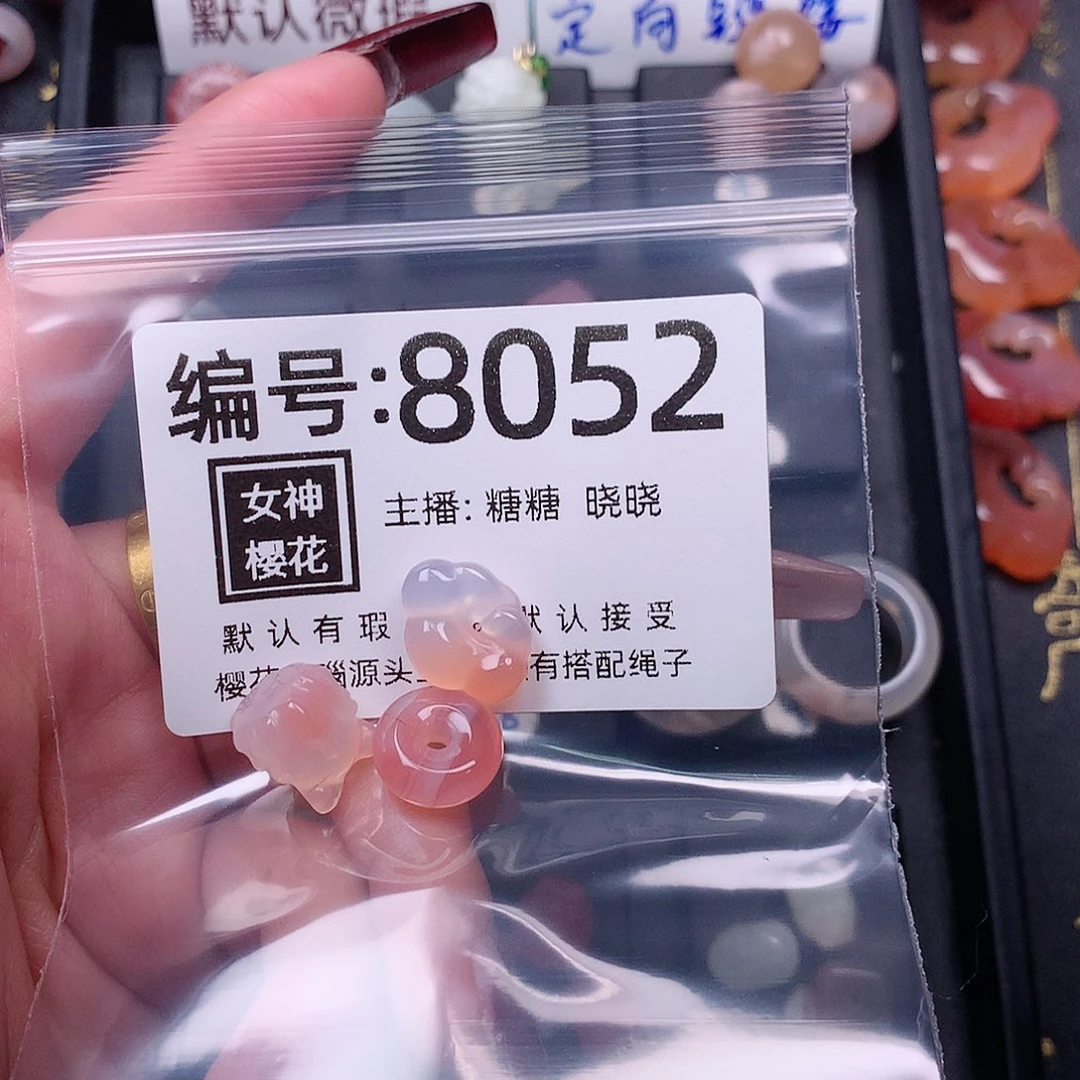 默认微瑕
定向
编号:8052
女神
樱花
主播: 糖糖 晓晓
默认有瑕 默认接受
樱花 源头 有搭配绳子